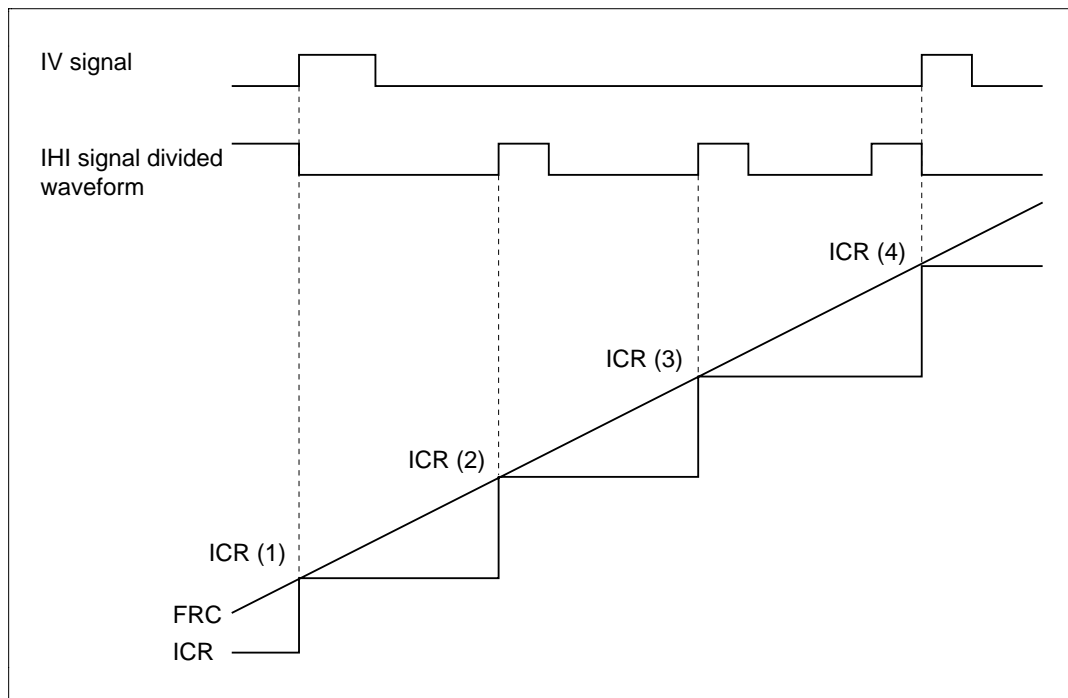 IV signal
IHI signal divided
waveform
ICR (4)
ICR (3)
ICR (2)
ICR (1)
FRC
ICR